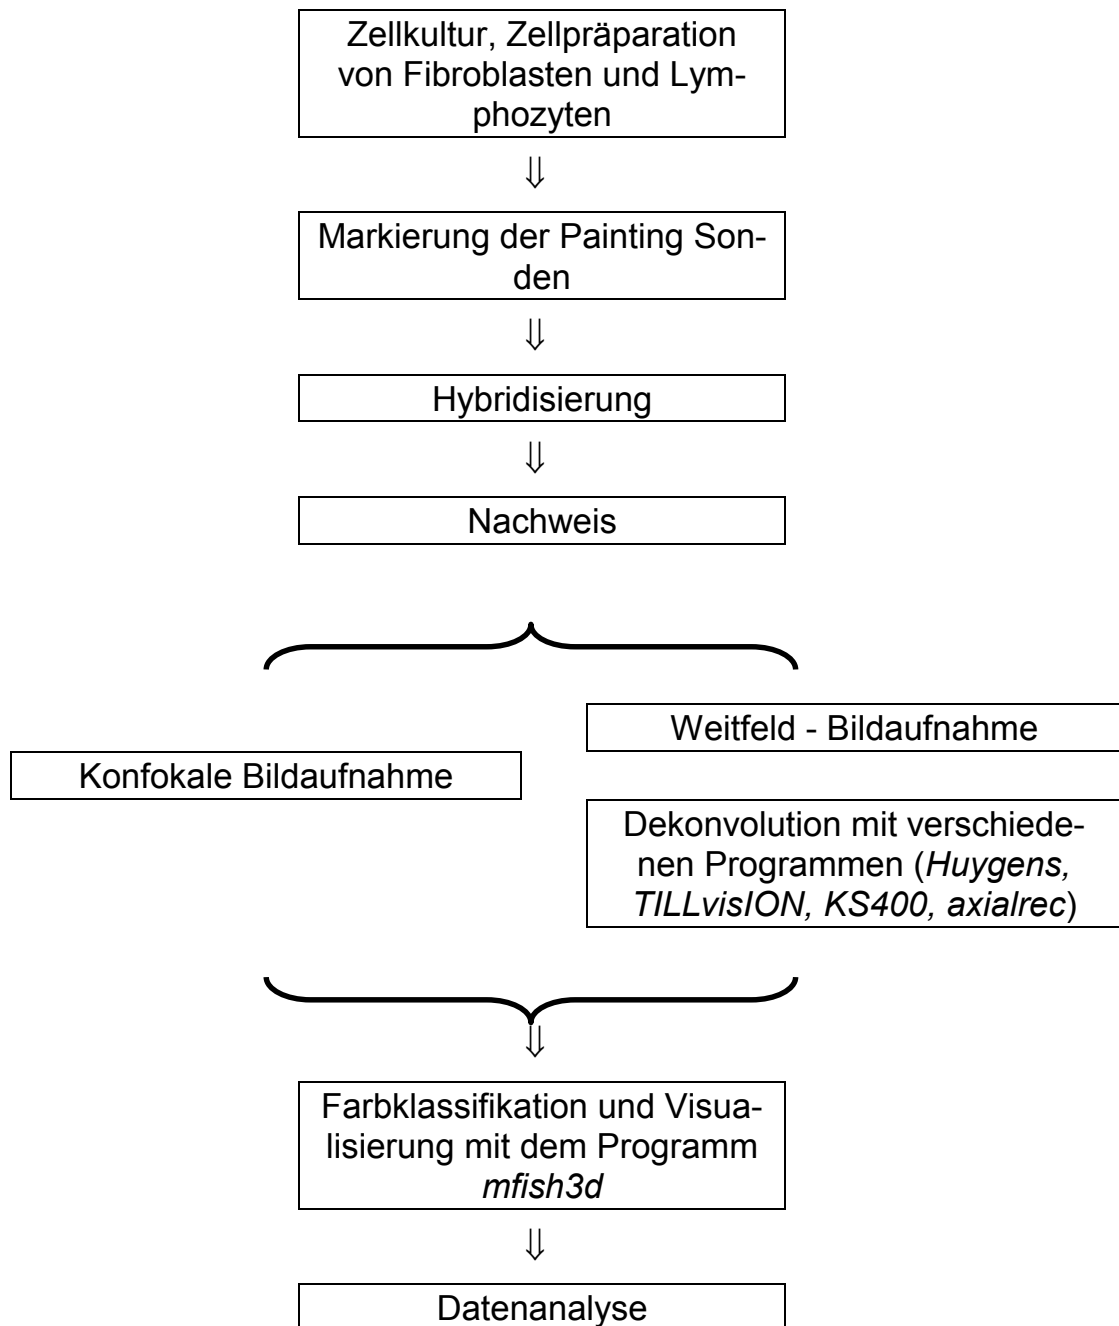 Zellkultur, Zellpräparation
von Fibroblasten und Lym-
phozyten
⇓
Markierung der Painting Son-
den
⇓
Hybridisierung
⇓
Nachweis
Konfokale Bildaufnahme
Weitfeld - Bildaufnahme
Dekonvolution mit verschiede-
nen Programmen (Huygens,
TILLvisION, KS400, axialrec)
⇓
Farbklassifikation und Visua-
lisierung mit dem Programm
mfish3d
⇓
Datenanalyse